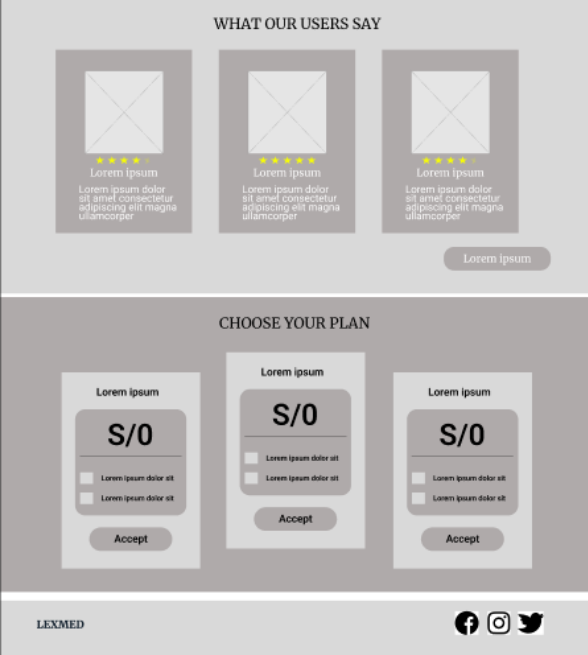 WHAT OUR USERS SAY
Lorem ipsum
Lorem ipsum dolor
sit amet consectetur
adipiscing elit magna
ullamcorper
Lorem ipsum
Lorem ipsum dolor
sit amet consectetur
adipiscing elit magna
ullamcorper
Lorem ipsum
Lorem ipsum dolor
sit amet consectetur
adipiscing elit magna
ullamcorper
Lorem ipsum
CHOOSE YOUR PLAN
Lorem ipsum
S/0
Lorem ipsum dolor sit
Lorem ipsum dolor sit
Accept
Lorem ipsum
S/0
Lorem ipsum dolor sit
Lorem ipsum dolor sit
Accept
Lorem ipsum
S/0
Lorem ipsum dolor sit
Lorem ipsum dolor sit
Accept
LEXMED